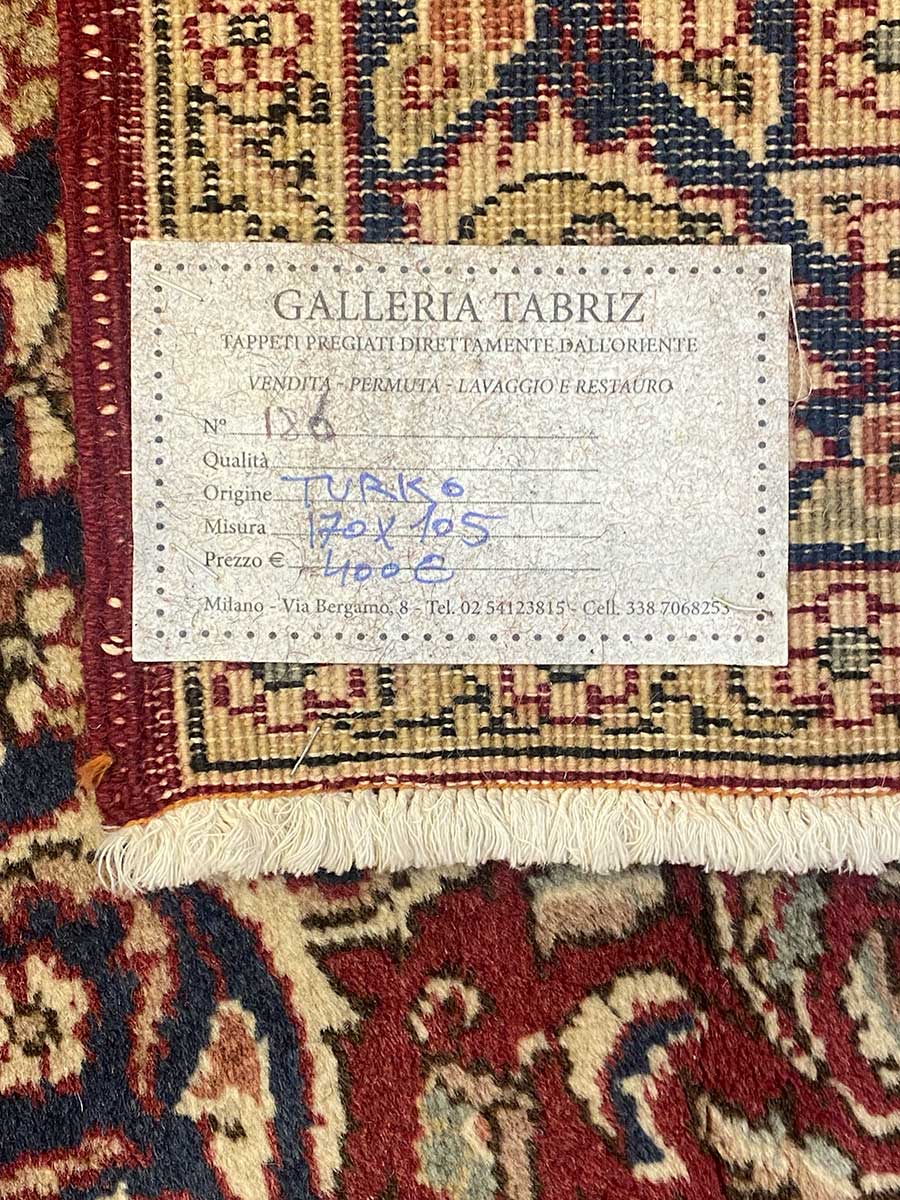 GALLERIA TABRIZ
TAPPETI PREGIATI DIRETTAMENTE DALL'ORIENTE
VENDITA - PERMUTA - LAVAGGIO E RESTAURO
N° 186
Qualità
Origine TURKO
Misura 170 X 105
Prezzo € 400 €
Milano - Via Bergamo, 8 - Tel. 02 54123815 - Cell. 338 7068253